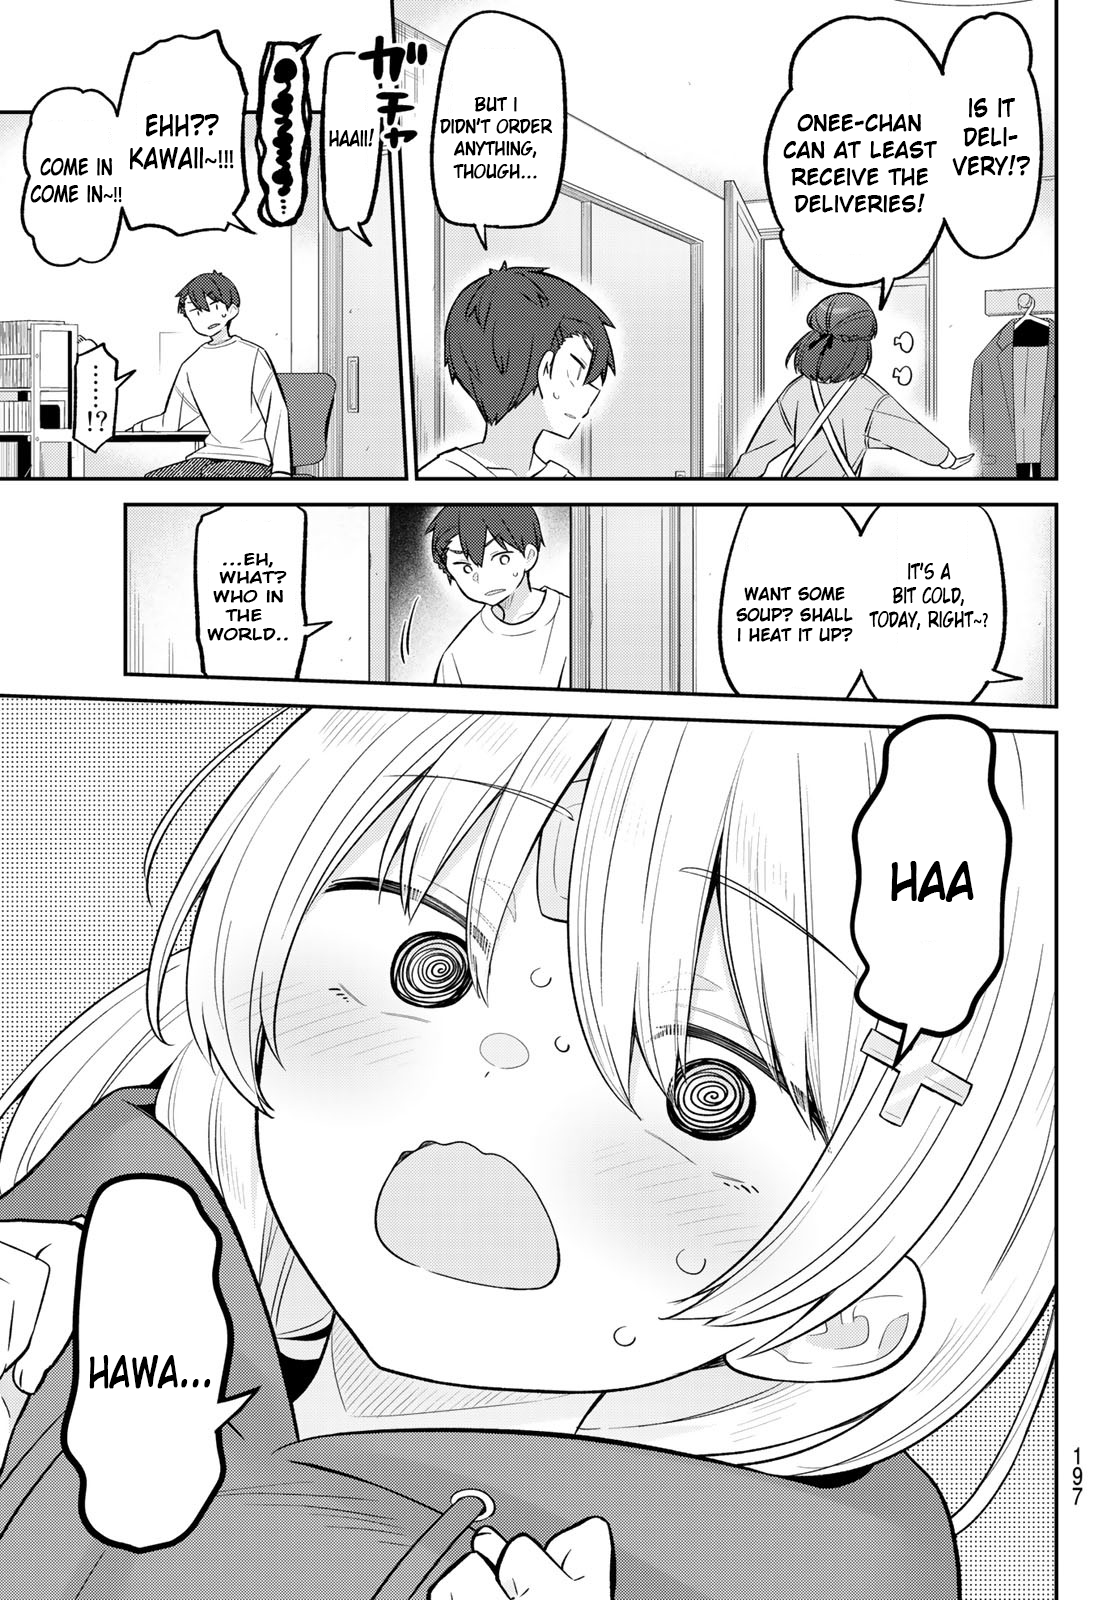 IS IT
DELI-
VERY!?
ONEE-CHAN
CAN AT LEAST
RECEIVE THE
DELIVERIES!
BUT I
DIDN'T ORDER
ANYTHING,
THOUGH...
ガチャ
HAAII!
EHH??
KAWAII~!!!
COME IN
COME IN~!!
........!?
IT'S A
BIT COLD,
TODAY, RIGHT~?
WANT SOME
SOUP? SHALL
I HEAT IT UP?
...EH,
WHAT?
WHO IN
THE
WORLD..
HAA
HAWA...
197